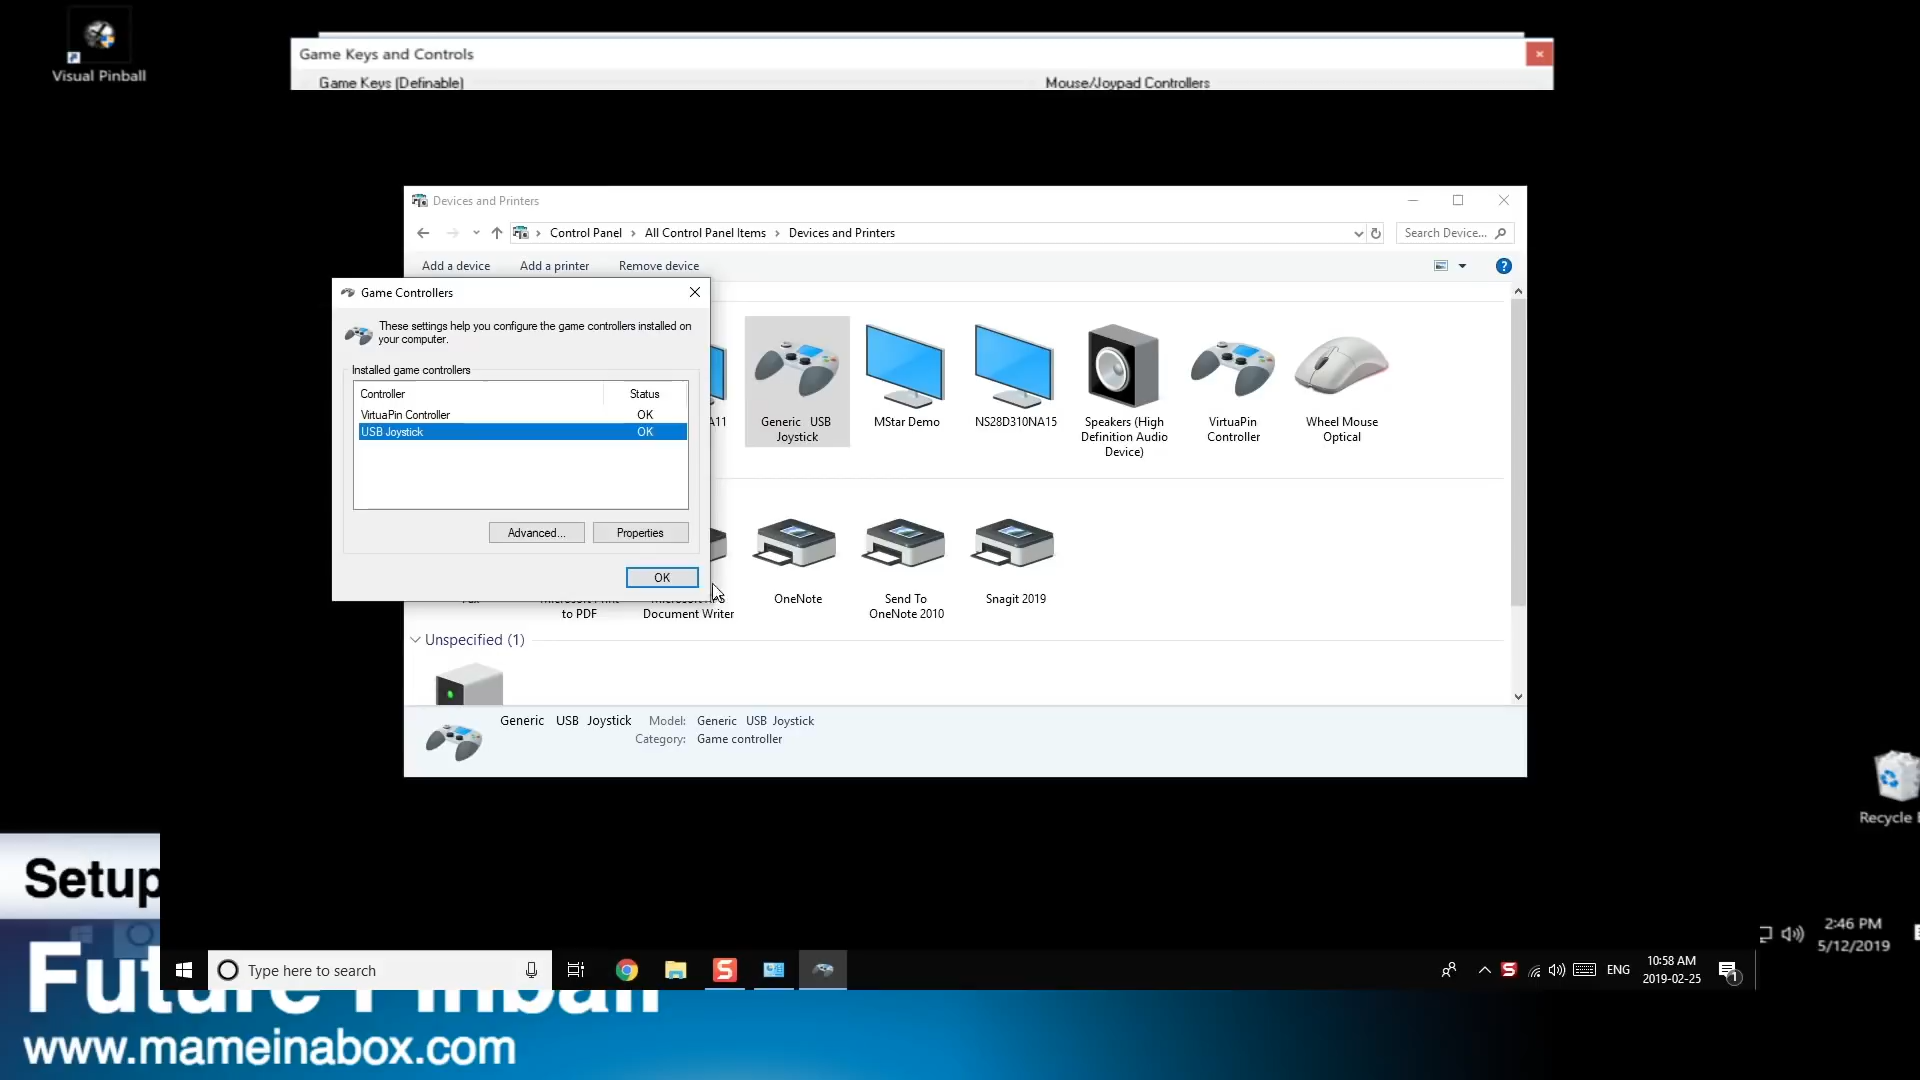 Visual Pinball
Game Keys and Controls
Game Keys (Definable)
Mouse/Joypad Controllers
Devices and Printers
Control Panel
All Control Panel Items
Devices and Printers
Search Device...
Add a device
Add a printer
Remove device
Game Controllers
These settings help you configure the game controllers installed on
your computer.
Installed game controllers
Controller
Status
VirtuaPin Controller
OK
USB Joystick
OK
Advanced...
Properties
OK
A11
Generic USB
Joystick
MStar Demo
NS28D310NA15
Speakers (High
Definition Audio
Device)
VirtuaPin
Controller
Wheel Mouse
Optical
to PDF
Document Writer
OneNote
Send To
OneNote 2010
Snagit 2019
Unspecified (1)
Generic USB Joystick
Model: Generic USB Joystick
Category: Game controller
Recycle
Setup
2:46 PM
5/12/2019
Type here to search
ENG
10:58 AM
2019-02-25
1
Future Pinball
www.mameinabox.com